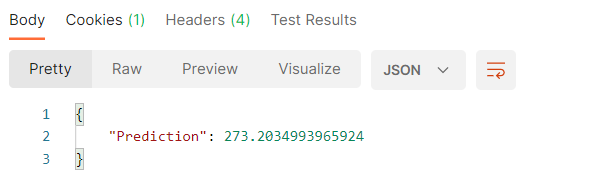 Body Cookies (1) Headers (4) Test Results
Pretty Raw Preview Visualize JSON
1 {
2 "Prediction": 273.2034993965924
3 }